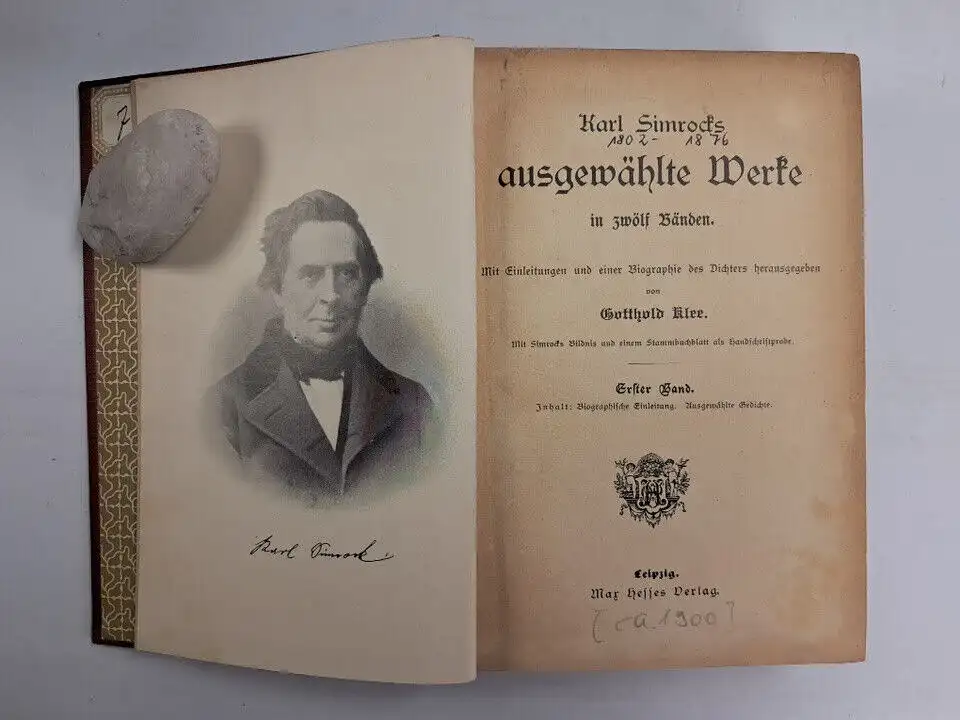 7
Karl Simrock
Karl Simrocks
1802 - 1876
ausgewählte Werke
in zwölf Bänden.
Mit Einleitungen und einer Biographie des Dichters herausgegeben
von
Gotthold Klee.
Mit Simrocks Bildnis und einem Stammbuchblatt als Handschriftprobe.
Erster Band.
Inhalt: Biographische Einleitung. Ausgewählte Gedichte.
Leipzig.
Max Hesses Verlag.
[ca. 1900]